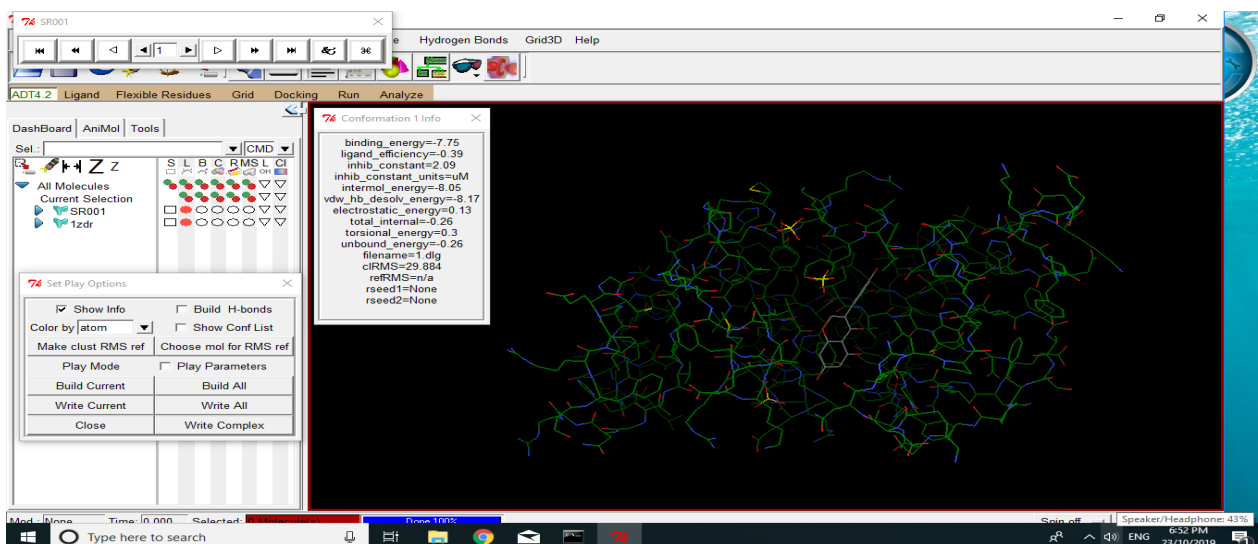 SR001
1
&
Hydrogen Bonds Grid3D Help
ADT4.2 Ligand Flexible Residues Grid Docking Run Analyze
DashBoard AniMol Tools
Sel.: CMD
Z Z S L B C R MS L Cl
All Molecules
Current Selection
SR001
1zdr
Conformation 1 Info
binding_energy=-7.75
ligand_efficiency=-0.39
inhib_constant=2.09
inhib_constant_units=uM
intermol_energy=-8.05
vdw_hb_desolv_energy=-8.17
electrostatic_energy=0.13
total_internal=-0.26
torsional_energy=0.3
unbound_energy=-0.26
filename=1.dlg
clRMS=29.884
refRMS=n/a
rseed1=None
rseed2=None
Set Play Options
Show Info Build H-bonds
Color by atom Show Conf List
Make clust RMS ref Choose mol for RMS ref
Play Mode Play Parameters
Build Current Build All
Write Current Write All
Close Write Complex
Mod.: None Time: 0.000 Selected: 0 Molecule(s) Done 100% Spin off
Speaker/Headphone: 43%
Type here to search
ENG
6:52 PM
23/10/2019